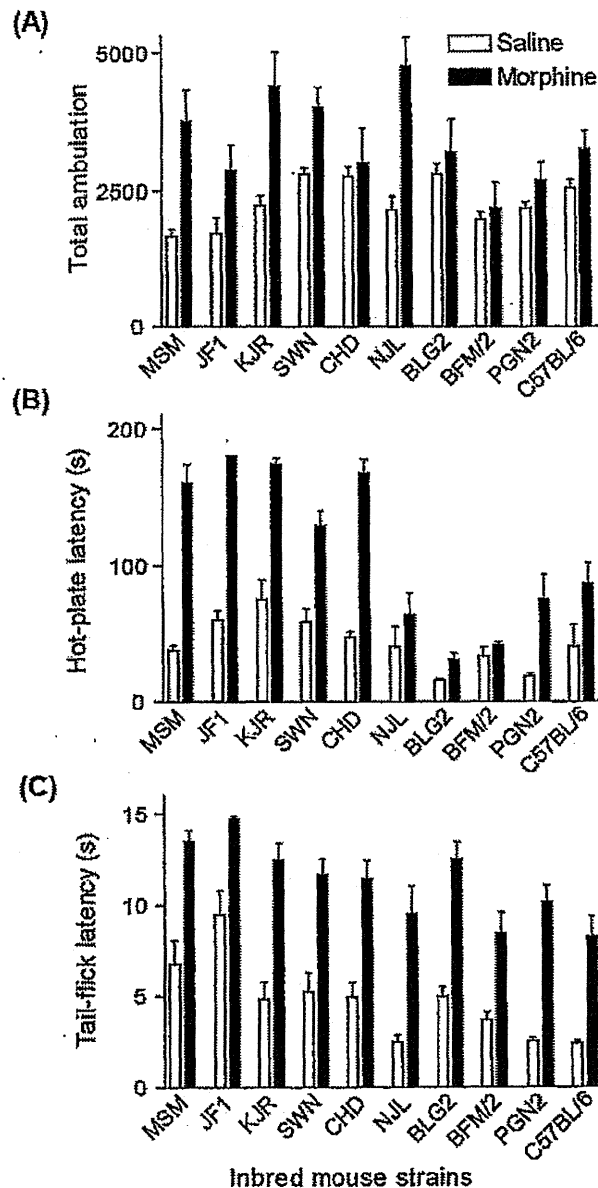 (A)
Saline
Morphine
Total ambulation
5000
2500
0
MSM
JF1
KJR
SWN
CHD
NJL
BLG2
BFM/2
PGN2
C57BL/6
(B)
Hot-plate latency (s)
200
100
0
MSM
JF1
KJR
SWN
CHD
NJL
BLG2
BFM/2
PGN2
C57BL/6
(C)
Tail-flick latency (s)
15
10
5
0
MSM
JF1
KJR
SWN
CHD
NJL
BLG2
BFM/2
PGN2
C57BL/6
Inbred mouse strains